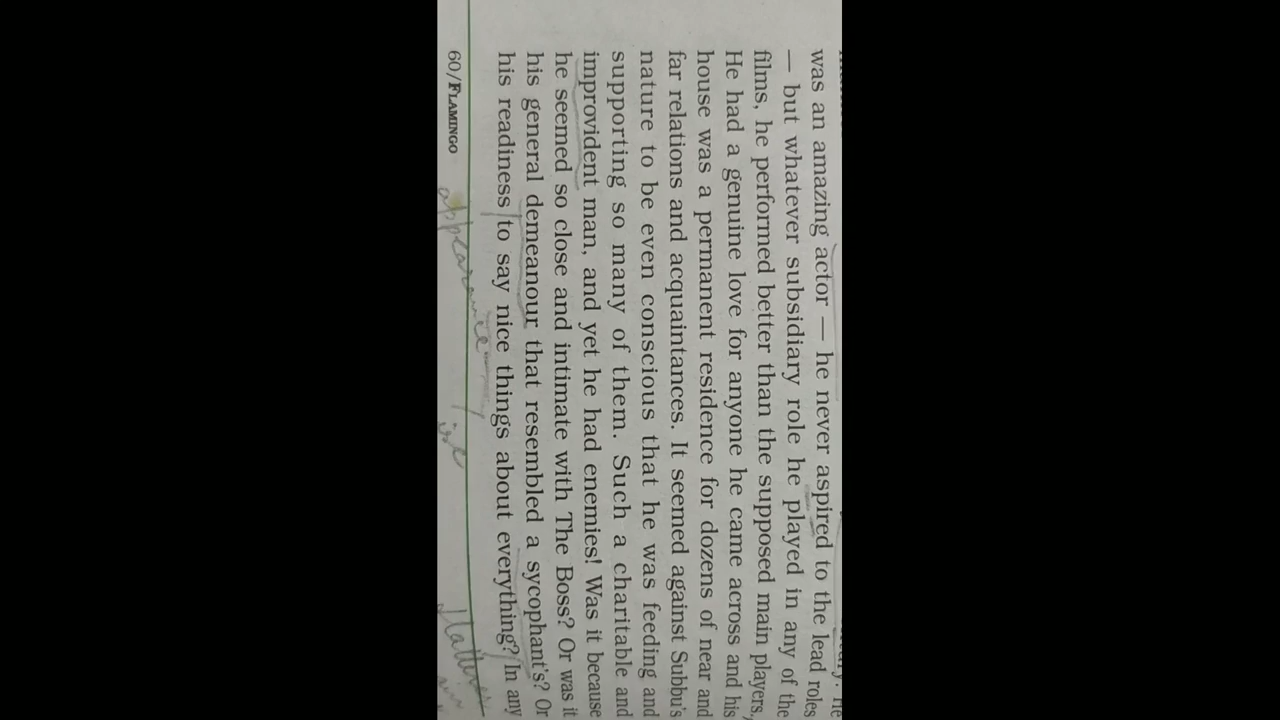 was an amazing actor — he never aspired to the lead roles
— but whatever subsidiary role he played in any of the
films, he performed better than the supposed main players,
He had a genuine love for anyone he came across and his
house was a permanent residence for dozens of near and
far relations and acquaintances. It seemed against Subbu's
nature to be even conscious that he was feeding and
supporting so many of them. Such a charitable and
improvident man, and yet he had enemies! Was it because
he seemed so close and intimate with The Boss? Or was it
his general demeanour that resembled a sycophant's? Or
his readiness to say nice things about everything? In any
60/FLAMINGO
appearance